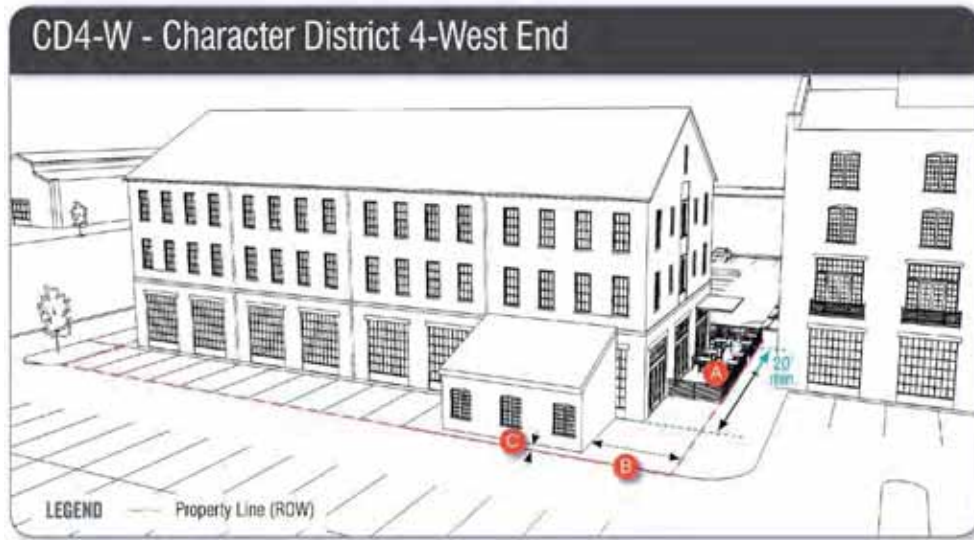 CD4-W - Character District 4-West End
A
20'
min.
C
B
LEGEND
Property Line (ROW)